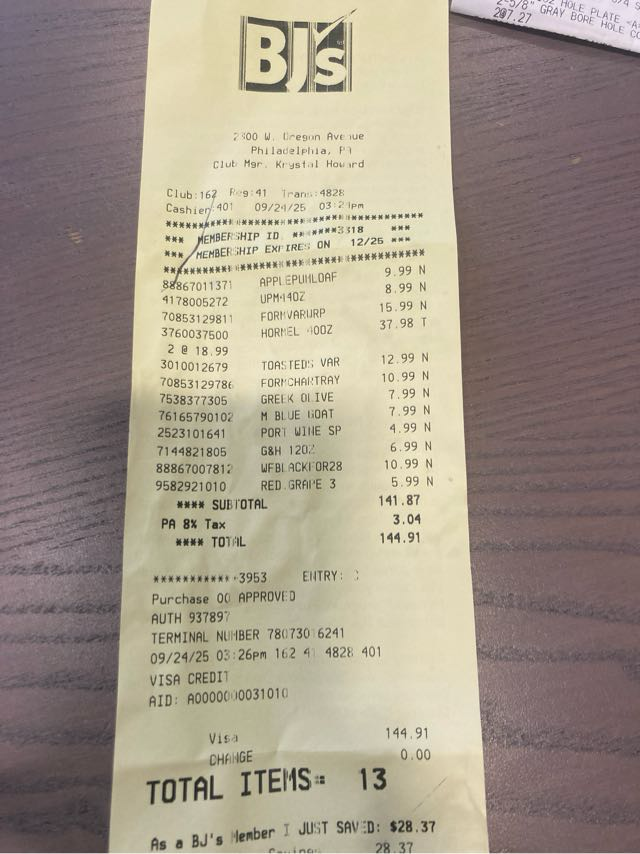 HOLE PLATE
2-5/8" GRAY BORE HOLE
207.27
BJ's
2300 W. Oregon Avenue
Philadelphia, PA
Club Mgr. Krystal Howard
Club:162 Reg:41 Trans:4828
Cashier:401 09/24/25 03:21pm
*** MEMBERSHIP ID *******3318 ***
*** MEMBERSHIP EXPIRES ON 12/25 ***
88867011371 APPLEPUMLOAF 9.99 N
4178005272 UPM140Z 8.99 N
70853129811 FORMVARWRP 15.99 N
3760037500 HORMEL 400Z 37.98 T
2 @ 18.99
3010012679 TOASTEDS VAR 12.99 N
70853129786 FORMCHARTRAY 10.99 N
7538377305 GREEK OLIVE 7.99 N
76165790102 M BLUE GOAT 7.99 N
2523101641 PORT WINE SP 4.99 N
7144821805 G&H 120Z 6.99 N
88867007812 WFBLACKFOR28 10.99 N
9582921010 RED.GRAPE 3 5.99 N
**** SUBTOTAL 141.87
PA 8% Tax 3.04
**** TOTAL 144.91
************3953 ENTRY:
Purchase 00 APPROVED
AUTH 937897
TERMINAL NUMBER 78073016241
09/24/25 03:26pm 162 41 4828 401
VISA CREDIT
AID: A0000000031010
Visa 144.91
CHANGE 0.00
TOTAL ITEMS= 13
As a BJ's Member I JUST SAVED: $28.37
28.37